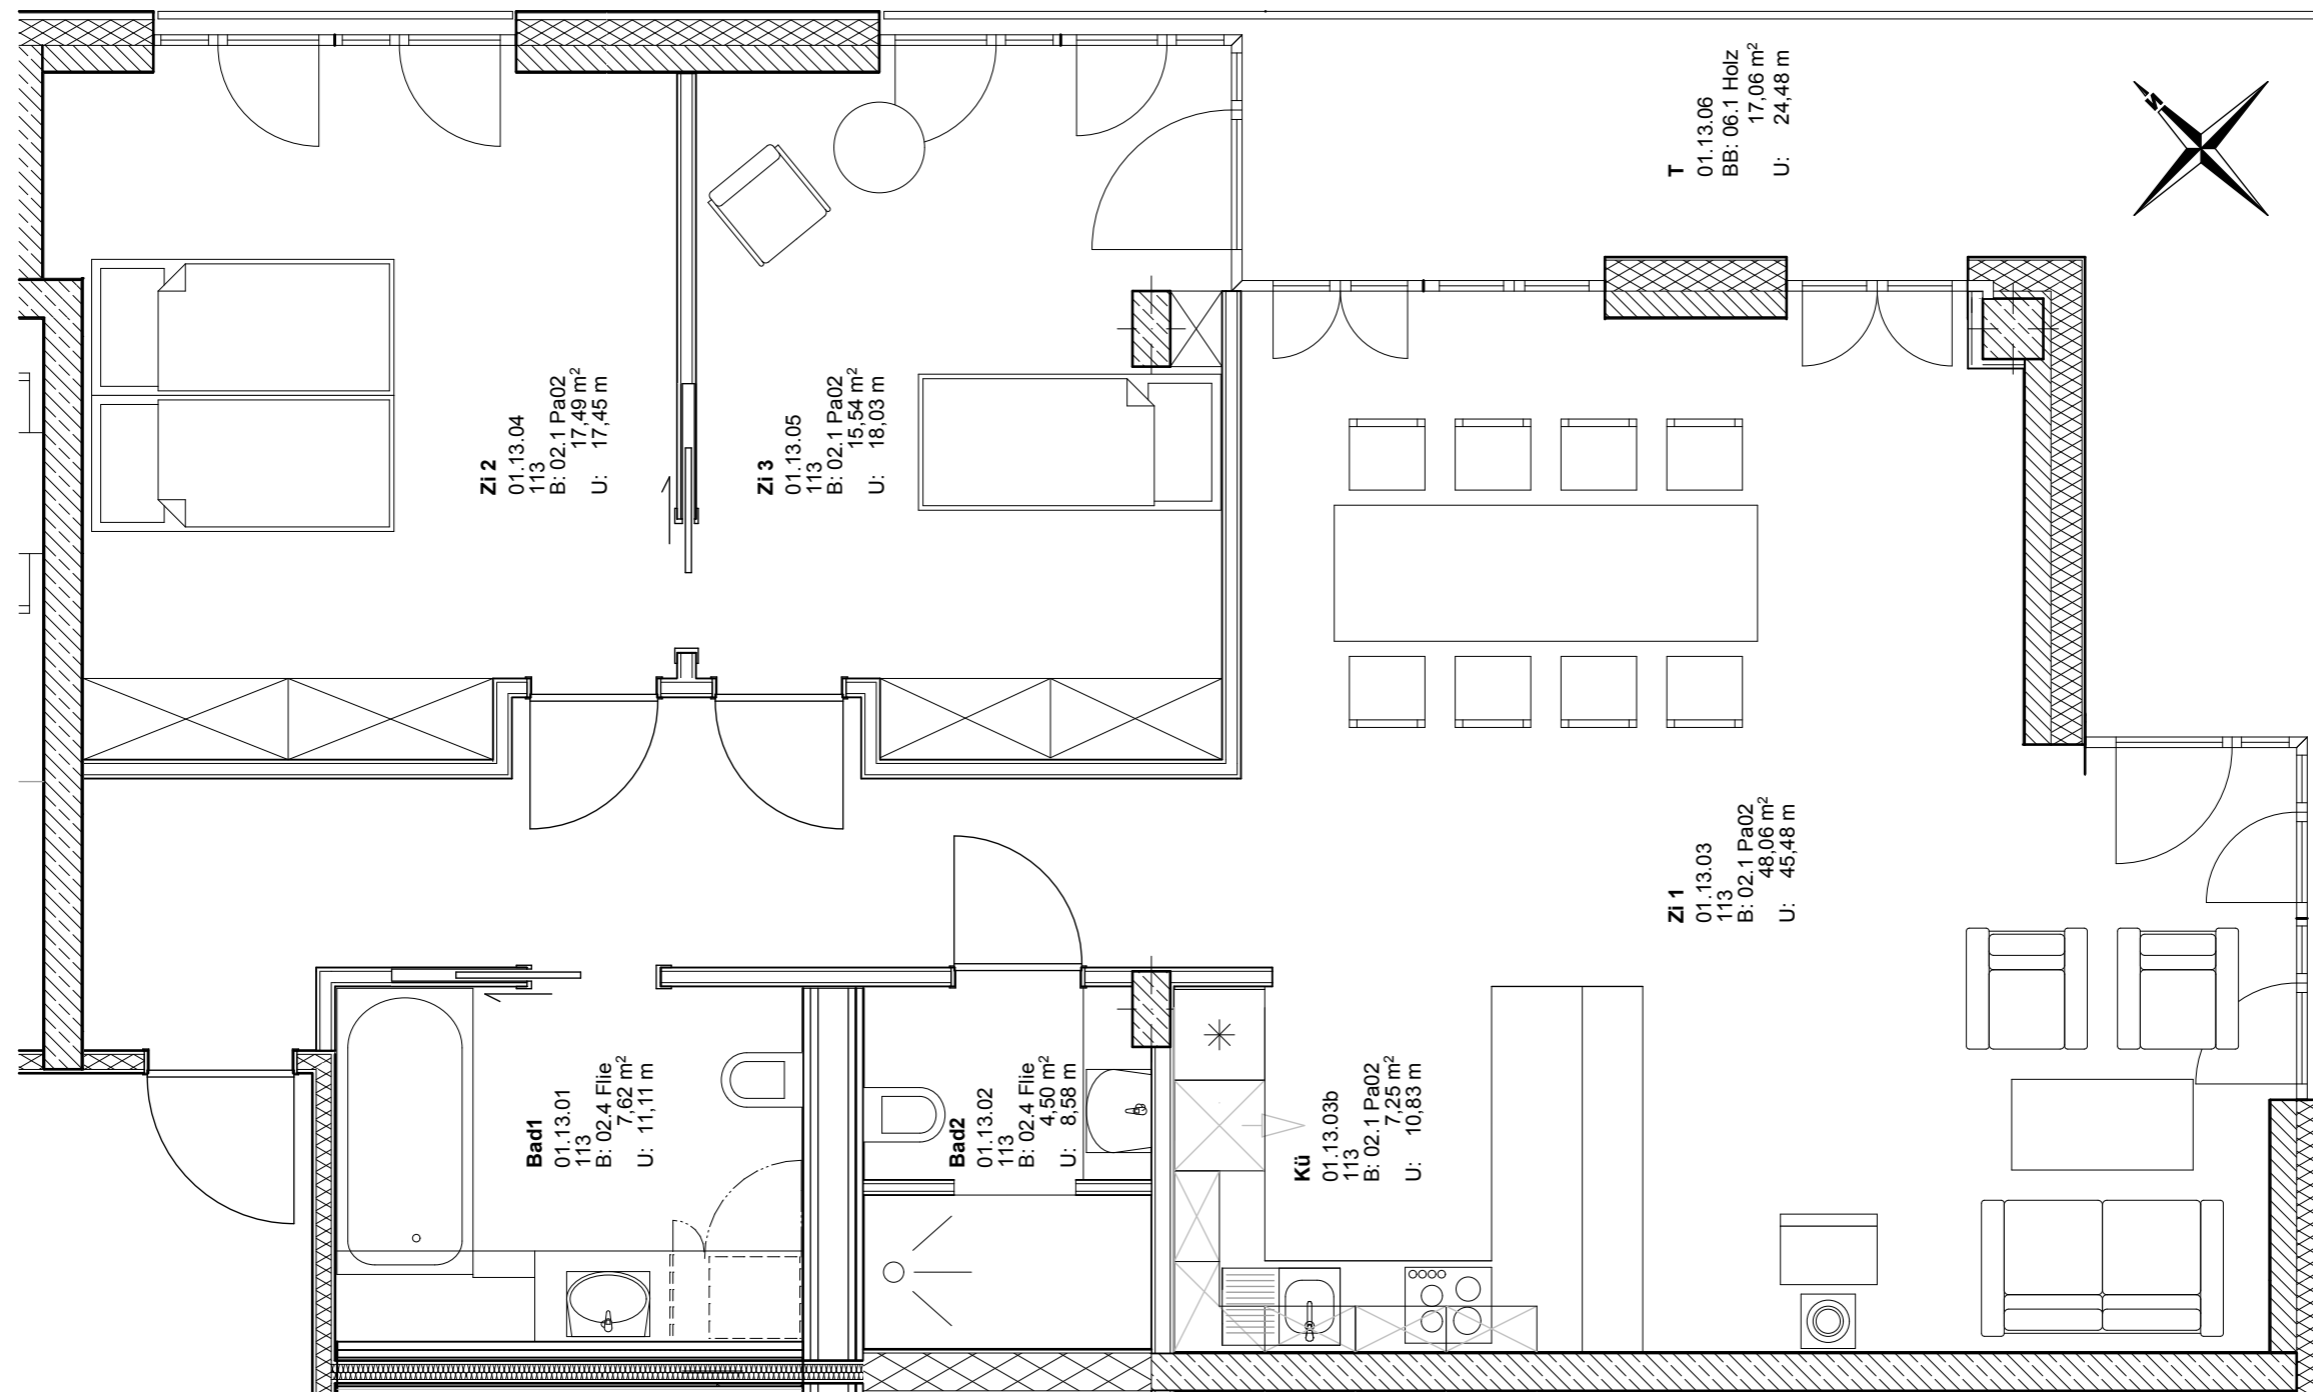 Zi 2
01.13.04
113
B: 02.1 Pa02
17,49 m²
U: 17,45 m
Zi 3
01.13.05
113
B: 02.1 Pa02
15,54 m²
U: 18,03 m
T
01.13.06
BB: 06.1 Holz
17,06 m²
U: 24,48 m
N
Zi 1
01.13.03
113
B: 02.1 Pa02
48,06 m²
U: 45,48 m
Bad1
01.13.01
113
B: 02.4 Flie
7,62 m²
U: 11,11 m
Bad2
01.13.02
113
B: 02.4 Flie
4,50 m²
U: 8,58 m
Kü
01.13.03b
113
B: 02.1 Pa02
7,25 m²
U: 10,83 m